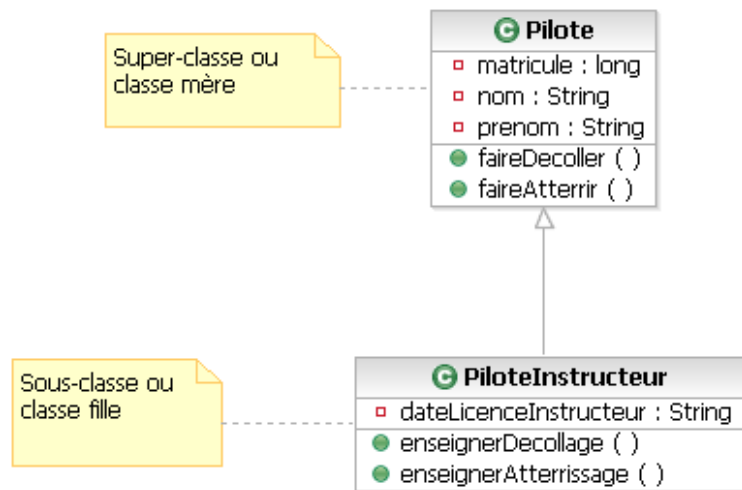 Pilote
Super-classe ou
classe mère
matricule : long
nom : String
prenom : String
faireDecoller ( )
faireAtterrir ( )
PiloteInstructeur
Sous-classe ou
classe fille
dateLicenceInstructeur : String
enseignerDecollage ( )
enseignerAtterrissage ( )